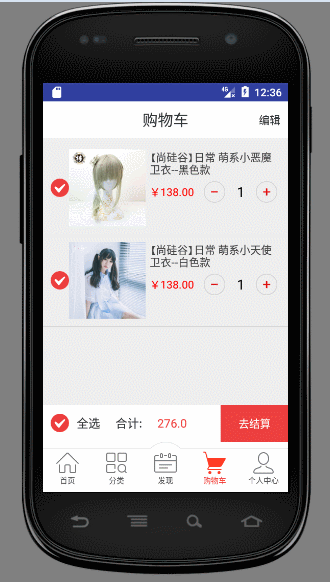 12:36
购物车
编辑
【尚硅谷】日常 萌系小恶魔
卫衣--黑色款
￥138.00
1
【尚硅谷】日常 萌系小天使
卫衣--白色款
￥138.00
1
全选
合计:
276.0
去结算
首页
分类
发现
购物车
个人中心